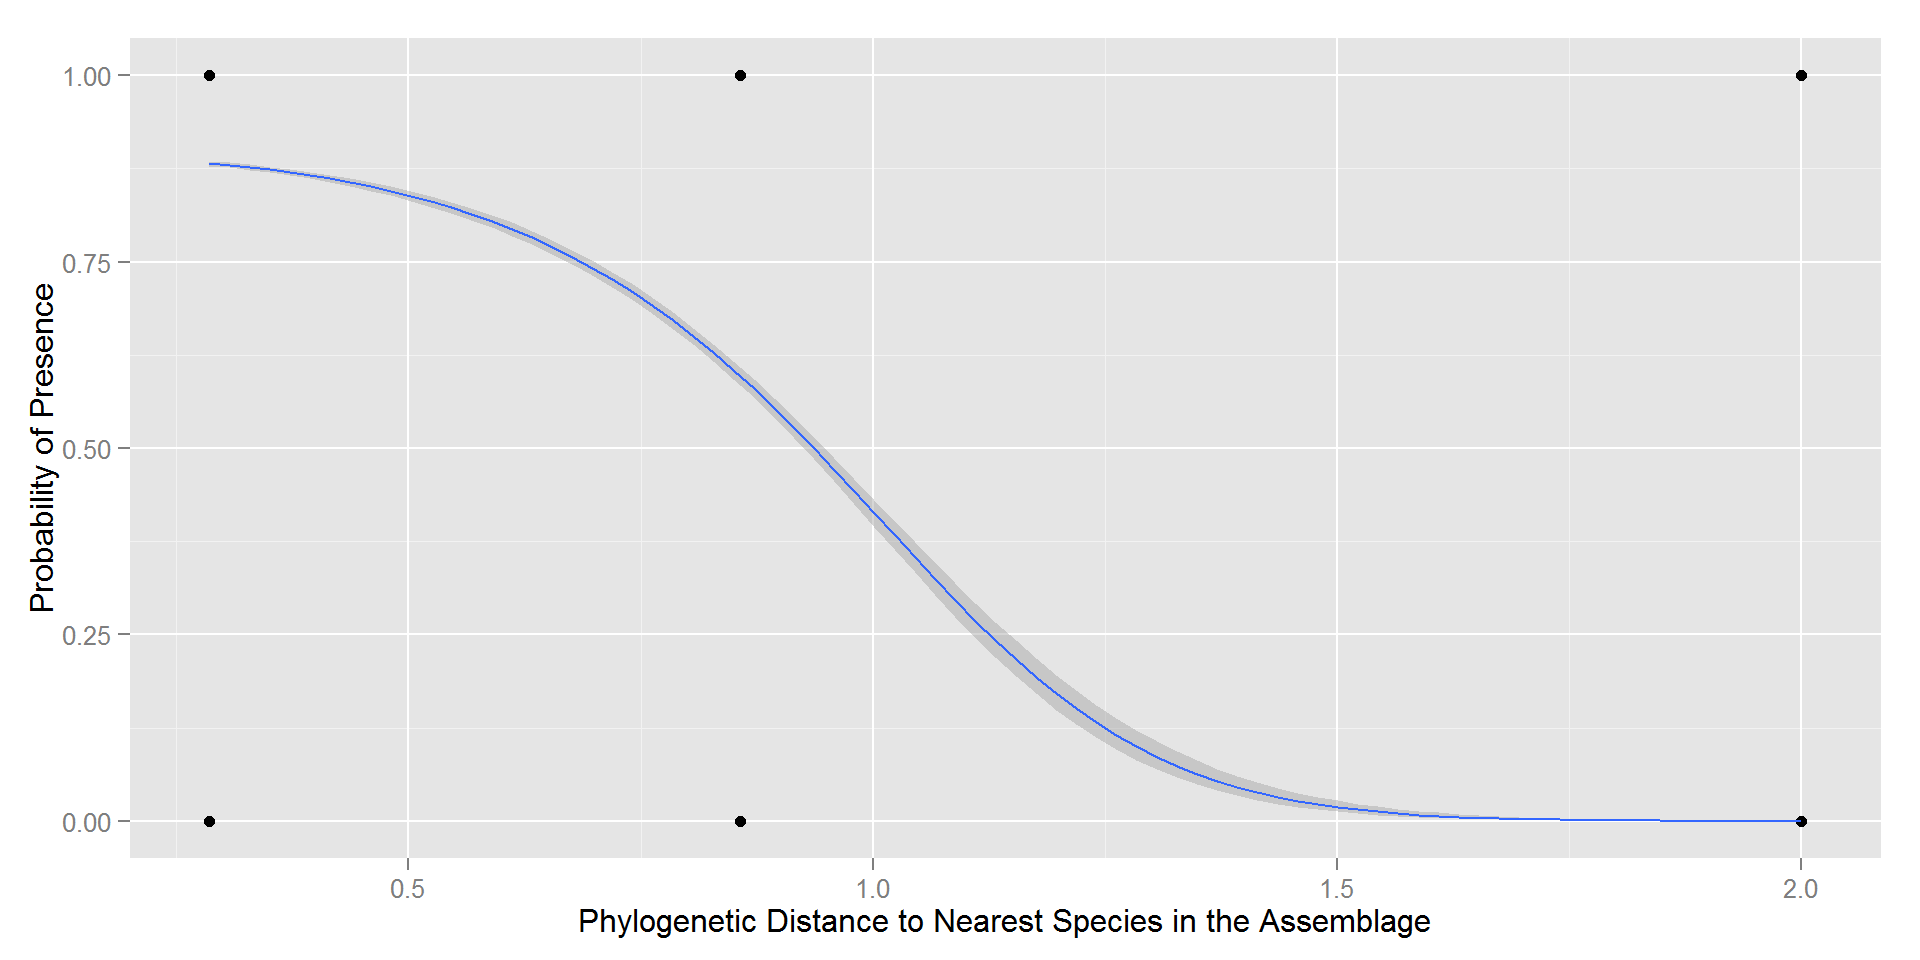 1.00
0.75
0.50
0.25
0.00
Probability of Presence
0.5 1.0 1.5 2.0
Phylogenetic Distance to Nearest Species in the Assemblage